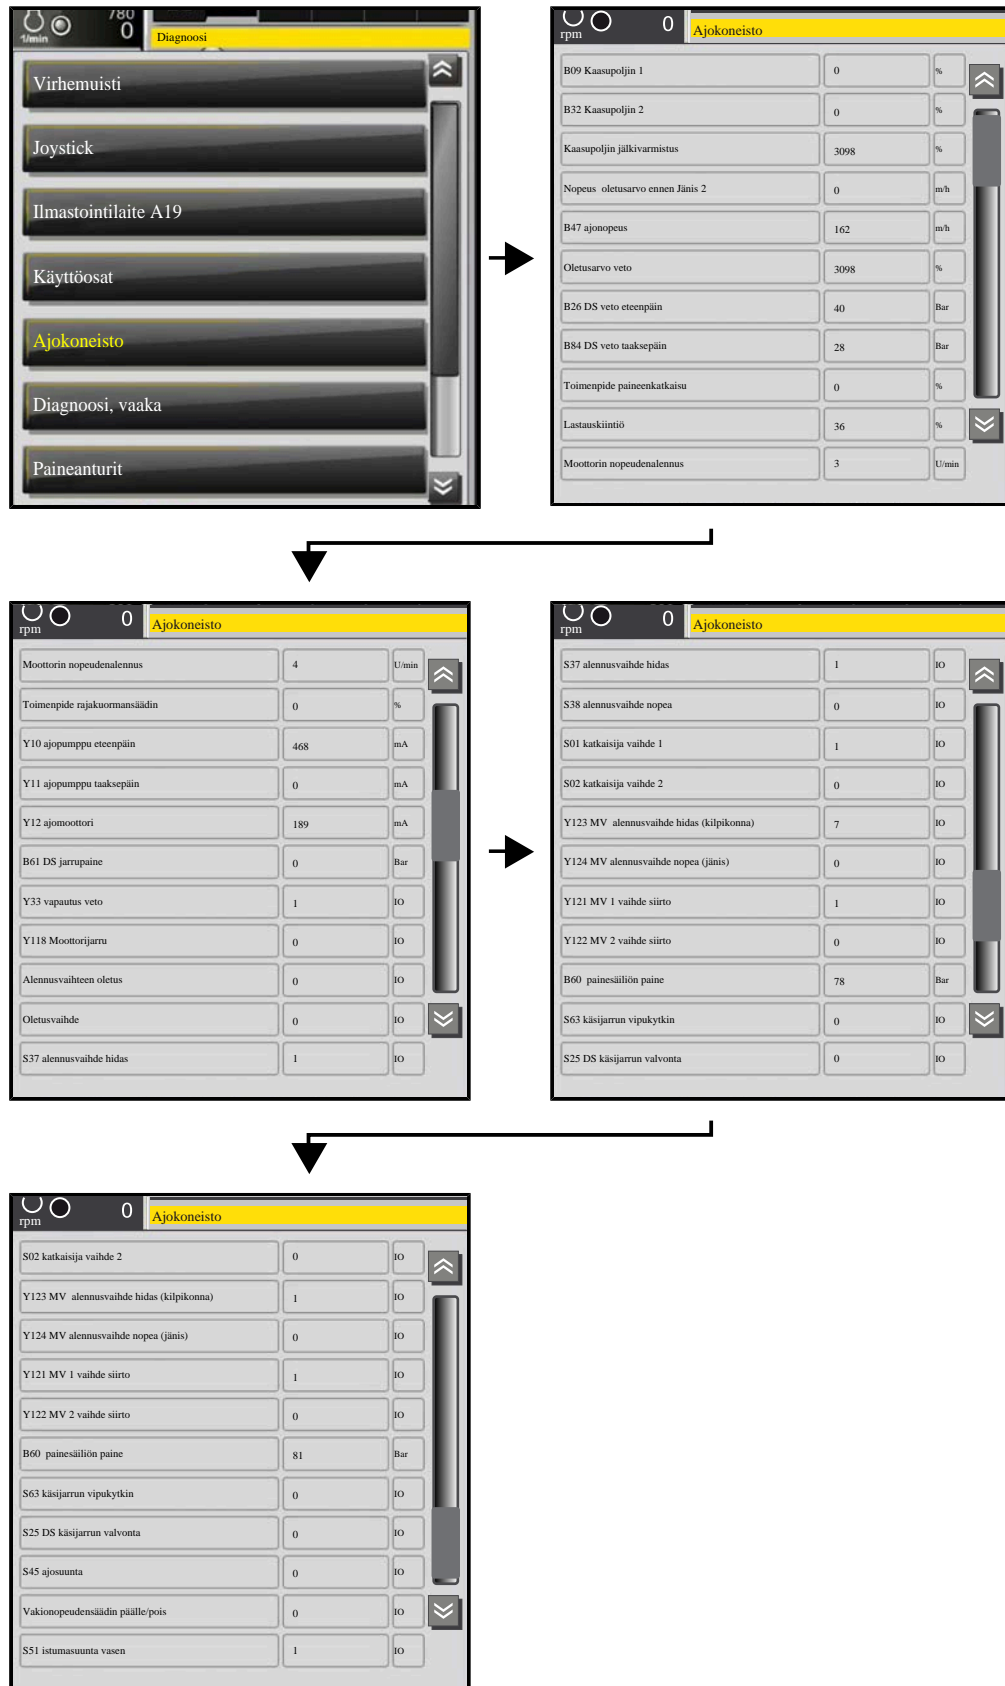 780
1/min
0
Diagnoosi
Virhemuisti
Joystick
Ilmastointilaite A19
Käyttöosat
Ajokoneisto
Diagnoosi, vaaka
Paineanturit
rpm 0 Ajokoneisto
B09 Kaasupoljin 1 0 %
B32 Kaasupoljin 2 0 %
Kaasupoljin jälkivarmistus 3098 %
Nopeus oletusarvo ennen Jänis 2 0 m/h
B47 ajonopeus 162 m/h
Oletusarvo veto 3098 %
B26 DS veto eteenpäin 40 Bar
B84 DS veto taaksepäin 28 Bar
Toimenpide paineenkatkaisu 0 %
Lastauskiintiö 36 %
Moottorin nopeudenalennus 3 U/min
rpm 0 Ajokoneisto
Moottorin nopeudenalennus 4 U/min
Toimenpide rajakuormansäädin 0 %
Y10 ajopumppu eteenpäin 468 mA
Y11 ajopumppu taaksepäin 0 mA
Y12 ajomoottori 189 mA
B61 DS jarrupaine 0 Bar
Y33 vapautus veto 1 IO
Y118 Moottorijarru 0 IO
Alennusvaihteen oletus 0 IO
Oletusvaihde 0 IO
S37 alennusvaihde hidas 1 IO
rpm 0 Ajokoneisto
S37 alennusvaihde hidas 1 IO
S38 alennusvaihde nopea 0 IO
S01 katkaisija vaihde 1 1 IO
S02 katkaisija vaihde 2 0 IO
Y123 MV alennusvaihde hidas (kilpikonna) 7 IO
Y124 MV alennusvaihde nopea (jänis) 0 IO
Y121 MV 1 vaihde siirto 1 IO
Y122 MV 2 vaihde siirto 0 IO
B60 painesäiliön paine 78 Bar
S63 käsijarrun vipukytkin 0 IO
S25 DS käsijarrun valvonta 0 IO
rpm 0 Ajokoneisto
S02 katkaisija vaihde 2 0 IO
Y123 MV alennusvaihde hidas (kilpikonna) 1 IO
Y124 MV alennusvaihde nopea (jänis) 0 IO
Y121 MV 1 vaihde siirto 1 IO
Y122 MV 2 vaihde siirto 0 IO
B60 painesäiliön paine 81 Bar
S63 käsijarrun vipukytkin 0 IO
S25 DS käsijarrun valvonta 0 IO
S45 ajosuunta 0 IO
Vakionopeudensäädin päälle/pois 0 IO
S51 istumasuunta vasen 1 IO